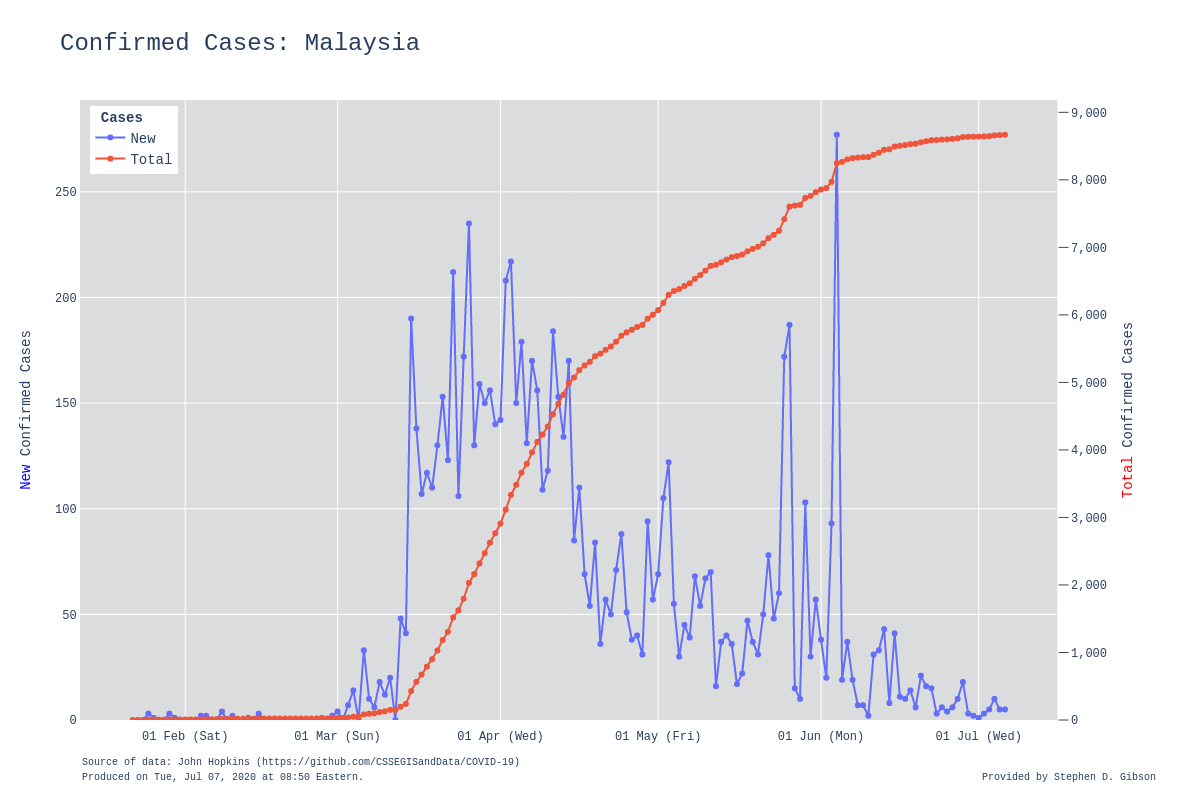 Confirmed Cases: Malaysia
Cases
New
Total
250
200
150
100
50
0
9,000
8,000
7,000
6,000
5,000
4,000
3,000
2,000
1,000
0
New Confirmed Cases
Total Confirmed Cases
01 Feb (Sat) 01 Mar (Sun) 01 Apr (Wed) 01 May (Fri) 01 Jun (Mon) 01 Jul (Wed)
Source of data: John Hopkins (https://github.com/CSSEGISandData/COVID-19)
Produced on Tue, Jul 07, 2020 at 08:50 Eastern.
Provided by Stephen D. Gibson